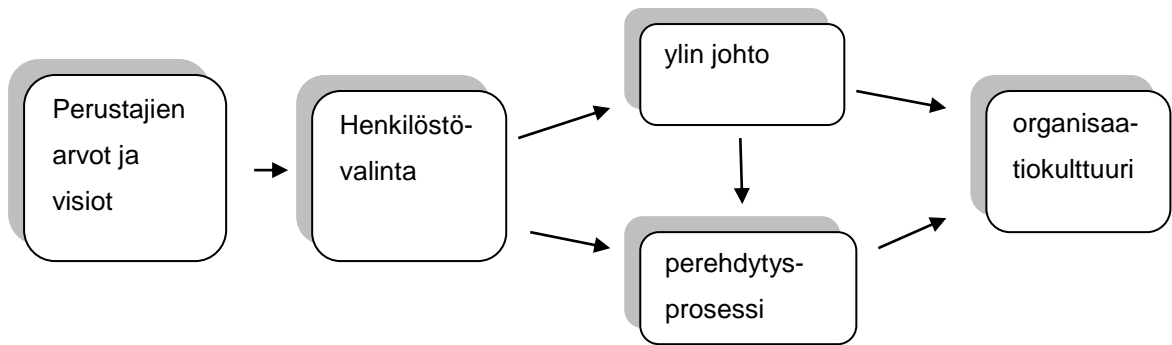 Perustajien
arvot ja
visiot
Henkilöstö-
valinta
ylin johto
perehdytys-
prosessi
organisaa-
tiokulttuuri